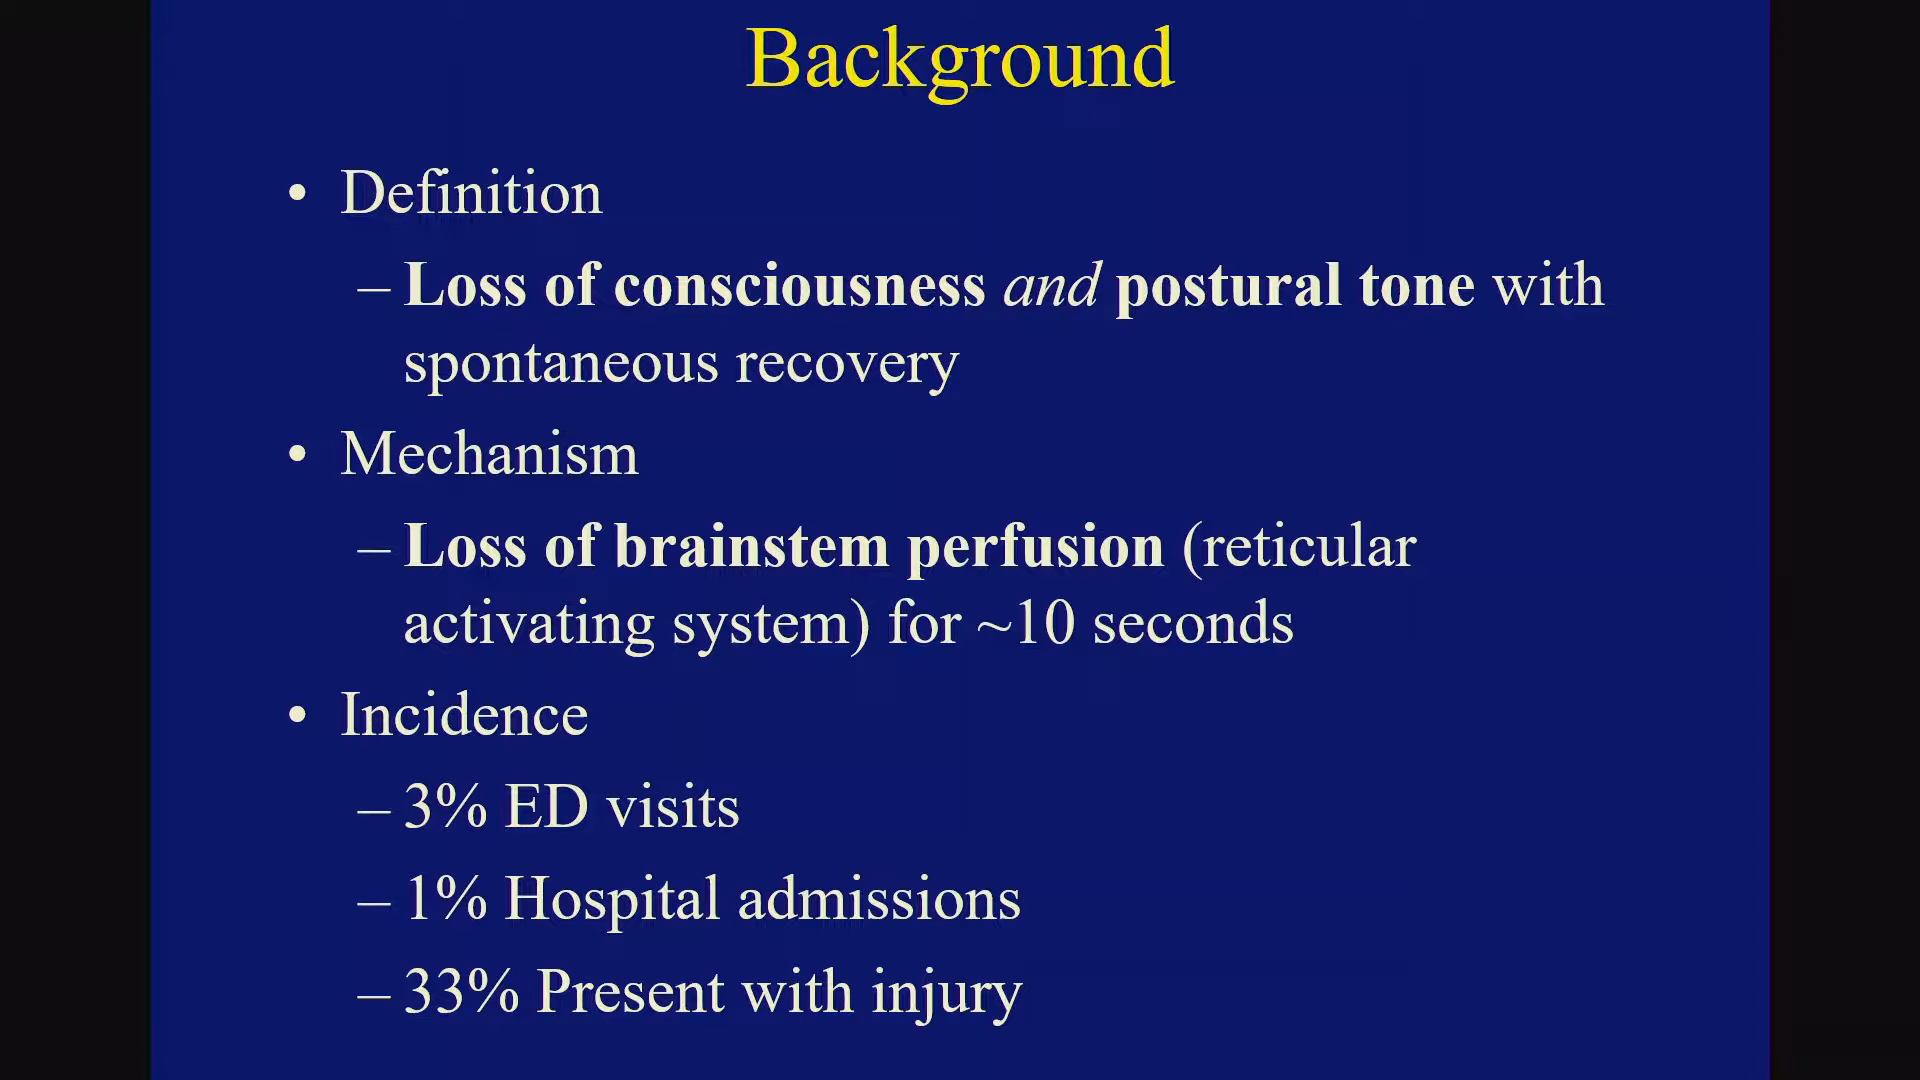 Background
• Definition
– Loss of consciousness and postural tone with
spontaneous recovery
• Mechanism
– Loss of brainstem perfusion (reticular
activating system) for ~10 seconds
• Incidence
– 3% ED visits
– 1% Hospital admissions
– 33% Present with injury